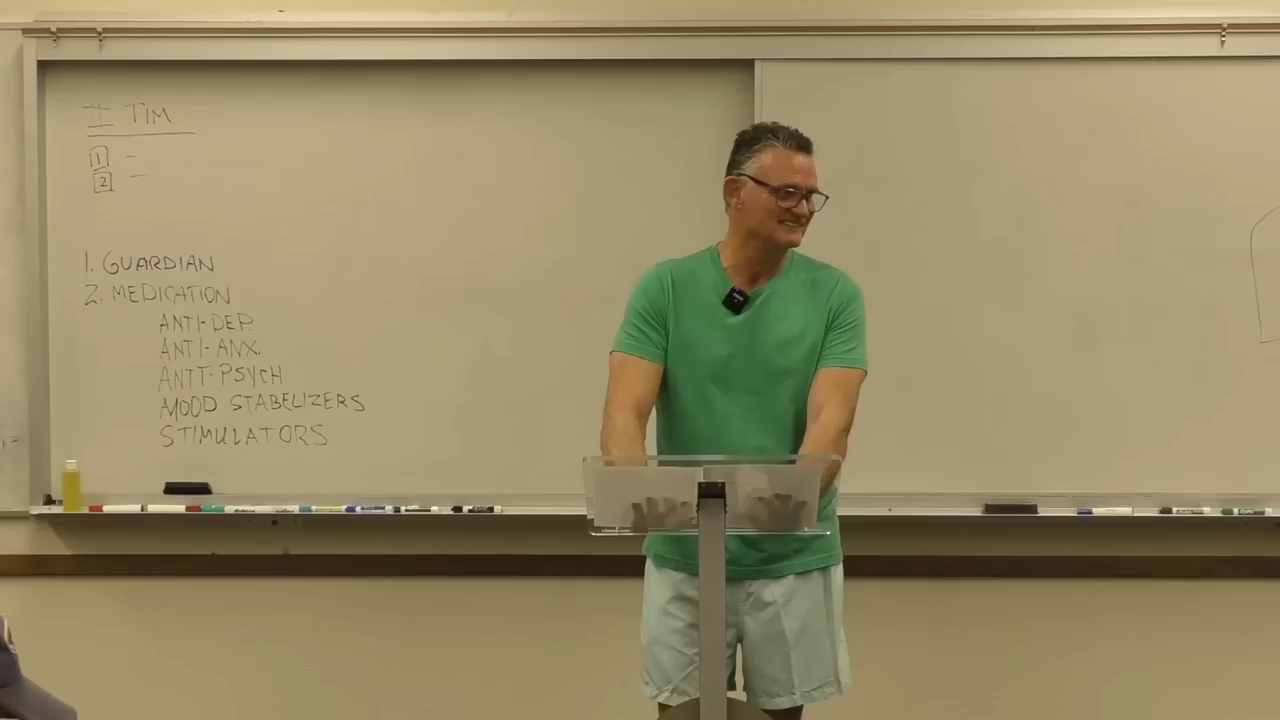 II TIM
1 -
2 -
1. GUARDIAN
2. MEDICATION
ANTI-DEP.
ANTI-ANX.
ANTI-PSYCH
MOOD STABELIZERS
STIMULATORS